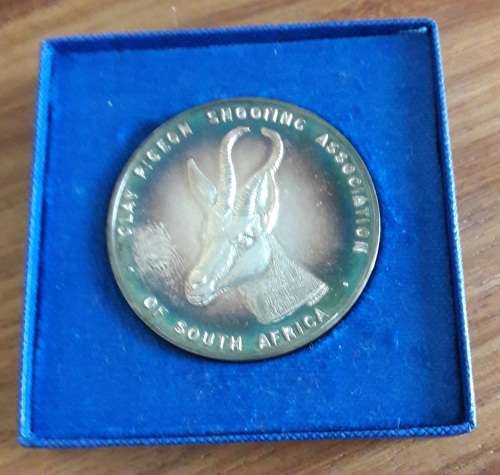 · CLAY PIGEON SHOOTING ASSOCIATION ·
OF SOUTH AFRICA